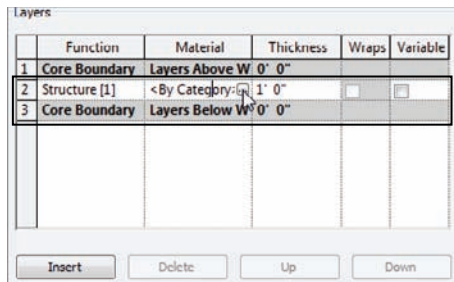 Layers
Function Material Thickness Wraps Variable
1 Core Boundary Layers Above W 0' 0"
2 Structure [1] <By Category> 1' 0"
3 Core Boundary Layers Below W 0' 0"
Insert Delete Up Down